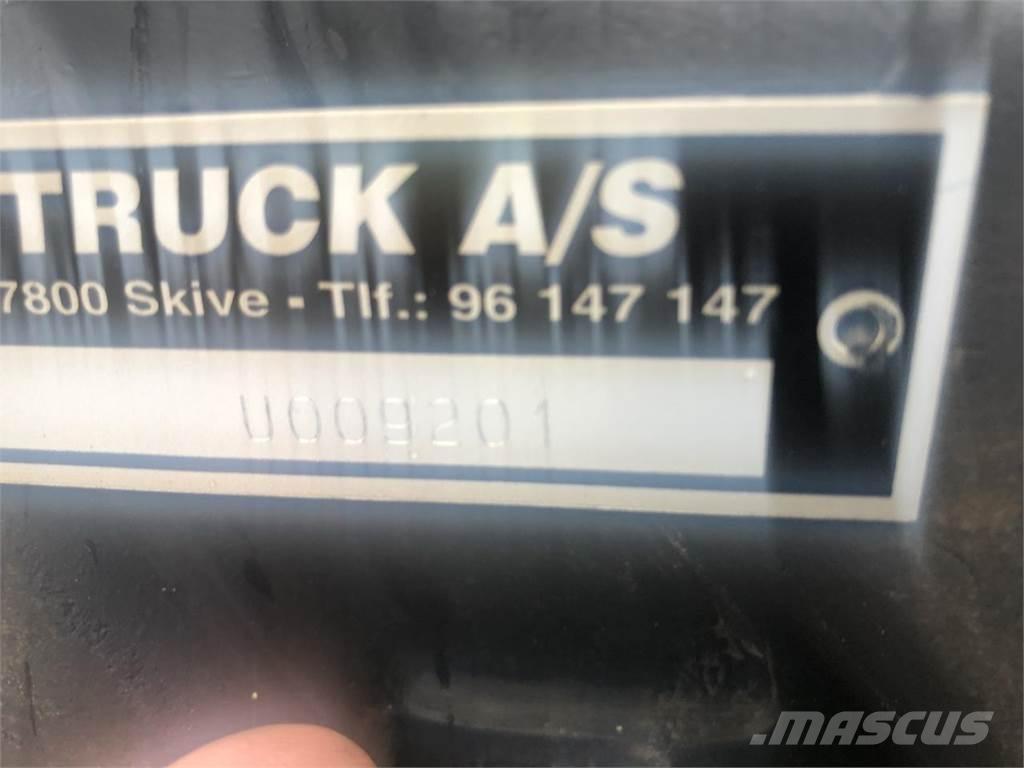 TRUCK A/S
7800 Skive - Tlf.: 96 147 147
U009201
MASCUS